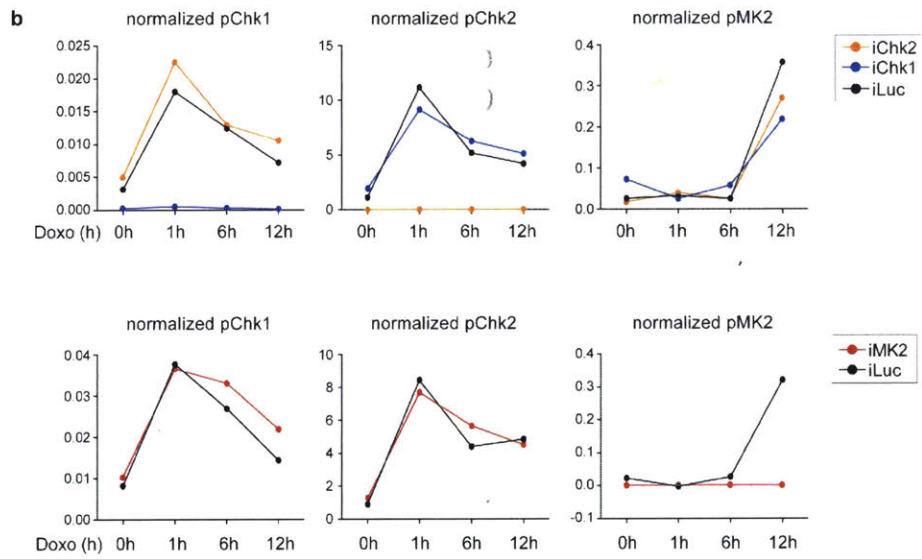 b
normalized pChk1
normalized pChk2
normalized pMK2
0.025
0.020
0.015
0.010
0.005
0.000
15
10
5
0
0.4
0.3
0.2
0.1
0.0
iChk2
iChk1
iLuc
Doxo (h) 0h 1h 6h 12h
0h 1h 6h 12h
0h 1h 6h 12h
normalized pChk1
normalized pChk2
normalized pMK2
0.04
0.03
0.02
0.01
0.00
10
8
6
4
2
0
0.4
0.3
0.2
0.1
0.0
-0.1
iMK2
iLuc
Doxo (h) 0h 1h 6h 12h
0h 1h 6h 12h
0h 1h 6h 12h